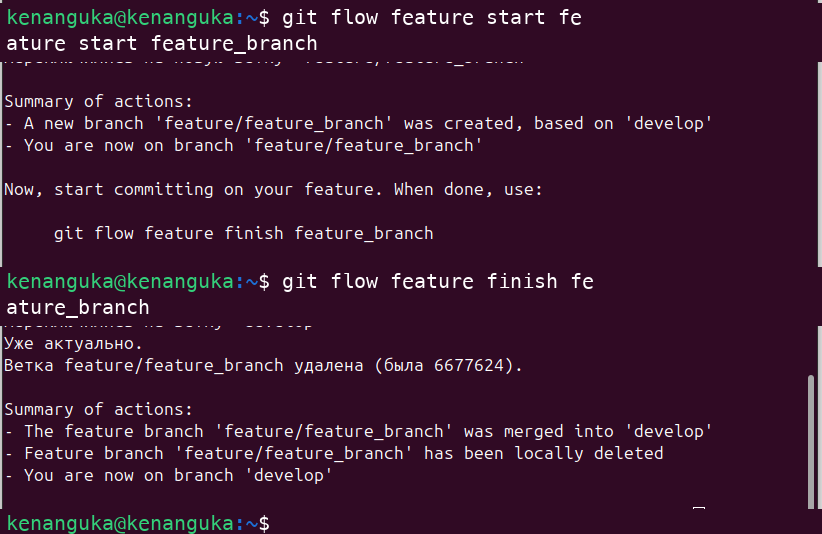 kenanguka@kenanguka:~$ git flow feature start fe
ature start feature_branch
Summary of actions:
- A new branch 'feature/feature_branch' was created, based on 'develop'
- You are now on branch 'feature/feature_branch'
Now, start committing on your feature. When done, use:
git flow feature finish feature_branch
kenanguka@kenanguka:~$ git flow feature finish fe
ature_branch
Уже актуально.
Ветка feature/feature_branch удалена (была 6677624).
Summary of actions:
- The feature branch 'feature/feature_branch' was merged into 'develop'
- Feature branch 'feature/feature_branch' has been locally deleted
- You are now on branch 'develop'
kenanguka@kenanguka:~$